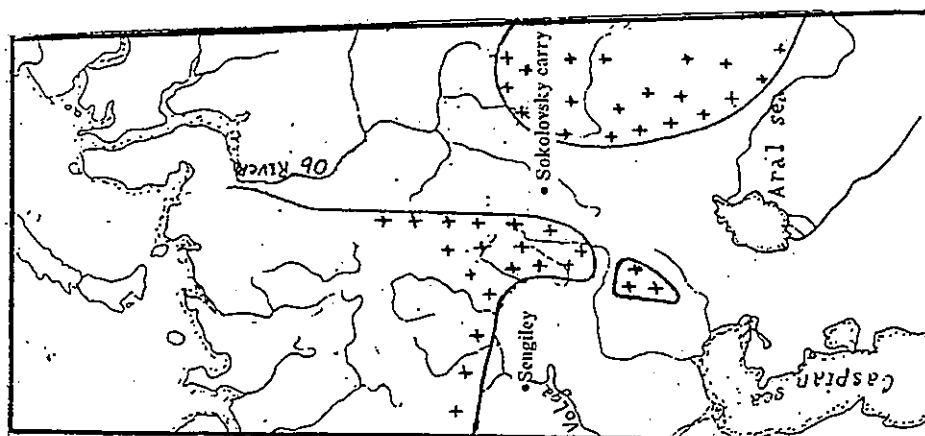 Ob
River
Sokolovsky carry
Aral sea
Sengiley
Volga
Caspian
sea